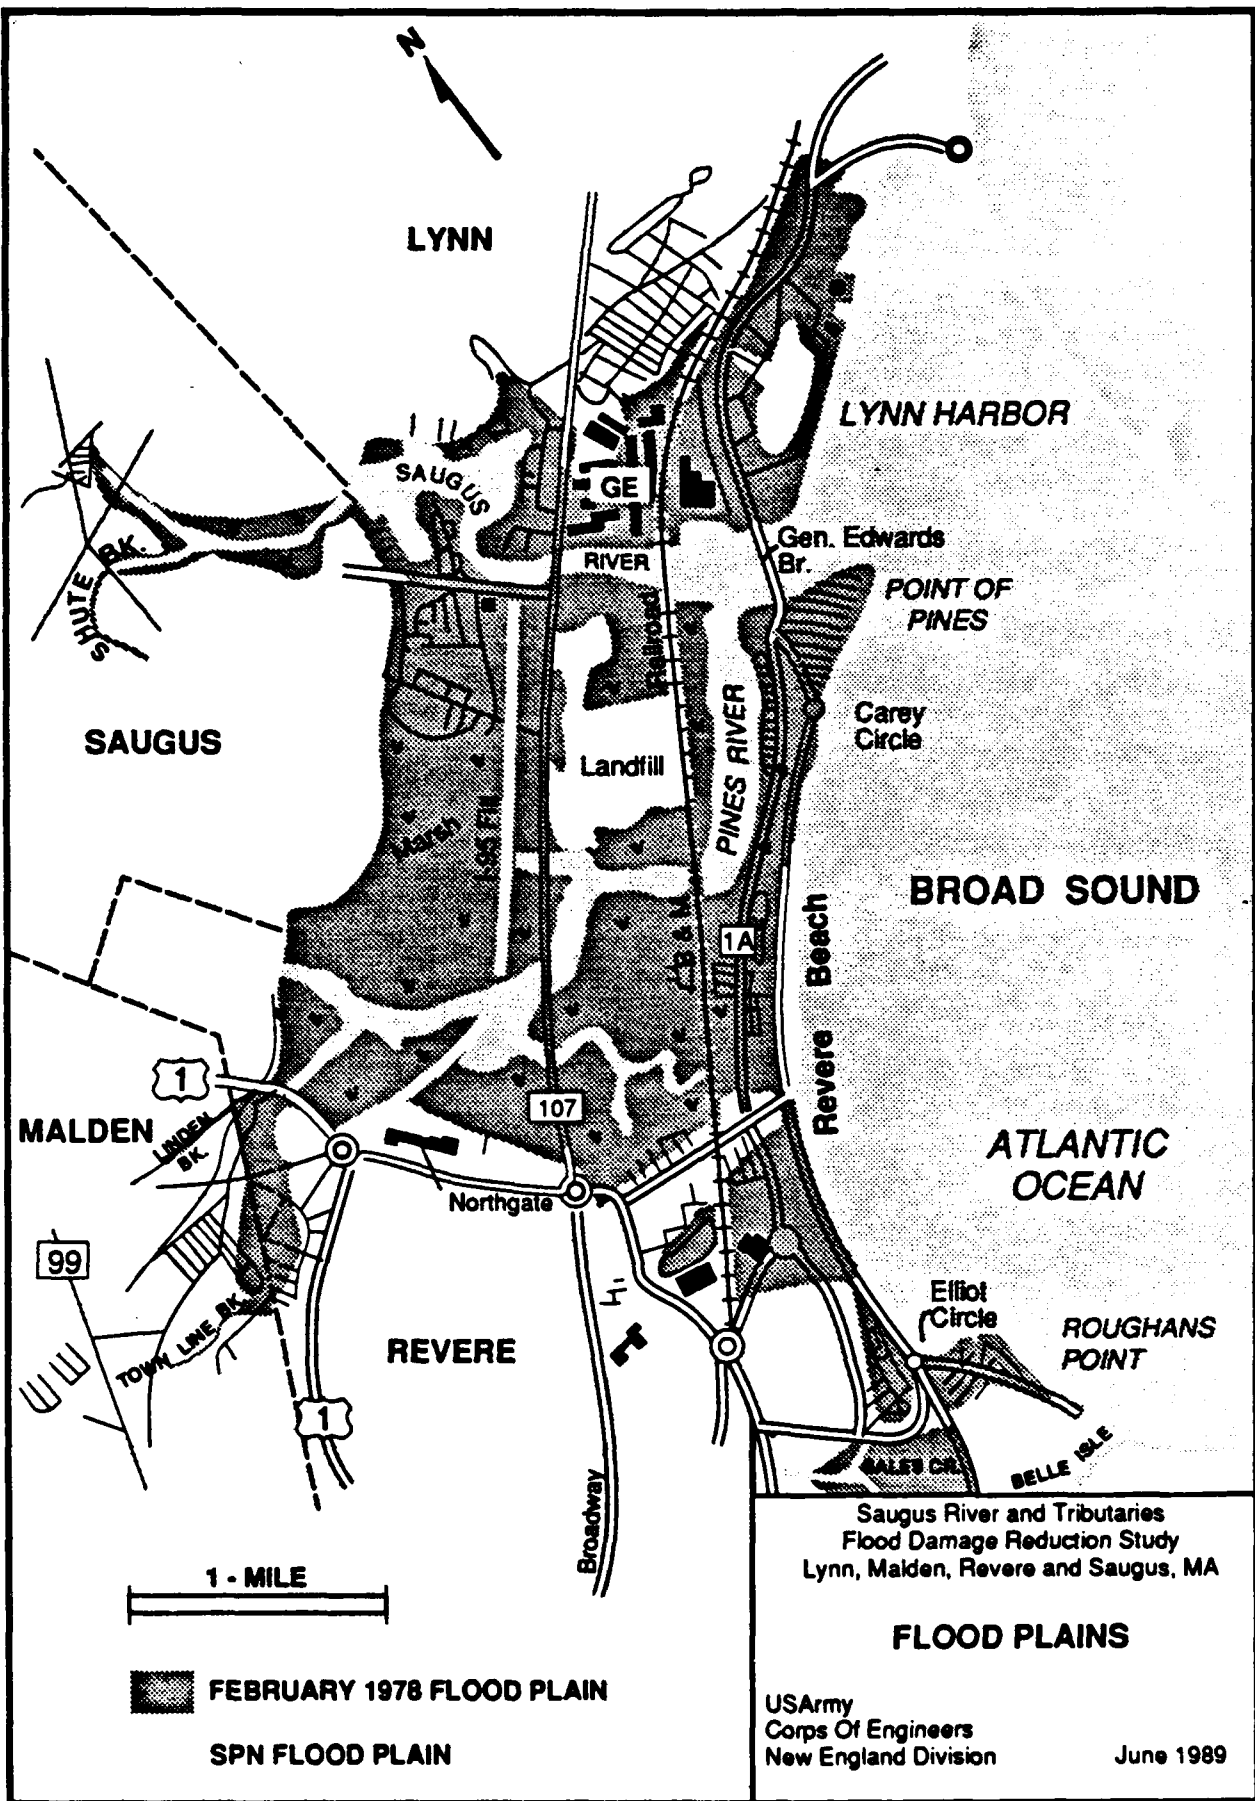 N
LYNN
LYNN HARBOR
SAUGUS
GE
RIVER
Gen. Edwards
Br.
POINT OF
PINES
SHUTE BK.
Railroad
Carey
Circle
SAUGUS
Landfill
PINES RIVER
Marsh
I-95 FILL
BROAD SOUND
B & M
1A
Revere Beach
1
107
MALDEN
LINDEN
BK.
ATLANTIC
OCEAN
Northgate
99
TOWN LINE BK.
REVERE
Elliot
Circle
ROUGHANS
POINT
1
SALES CR.
BELLE ISLE
Broadway
1 - MILE
FEBRUARY 1978 FLOOD PLAIN
SPN FLOOD PLAIN
Saugus River and Tributaries
Flood Damage Reduction Study
Lynn, Malden, Revere and Saugus, MA
FLOOD PLAINS
USArmy
Corps Of Engineers
New England Division
June 1989